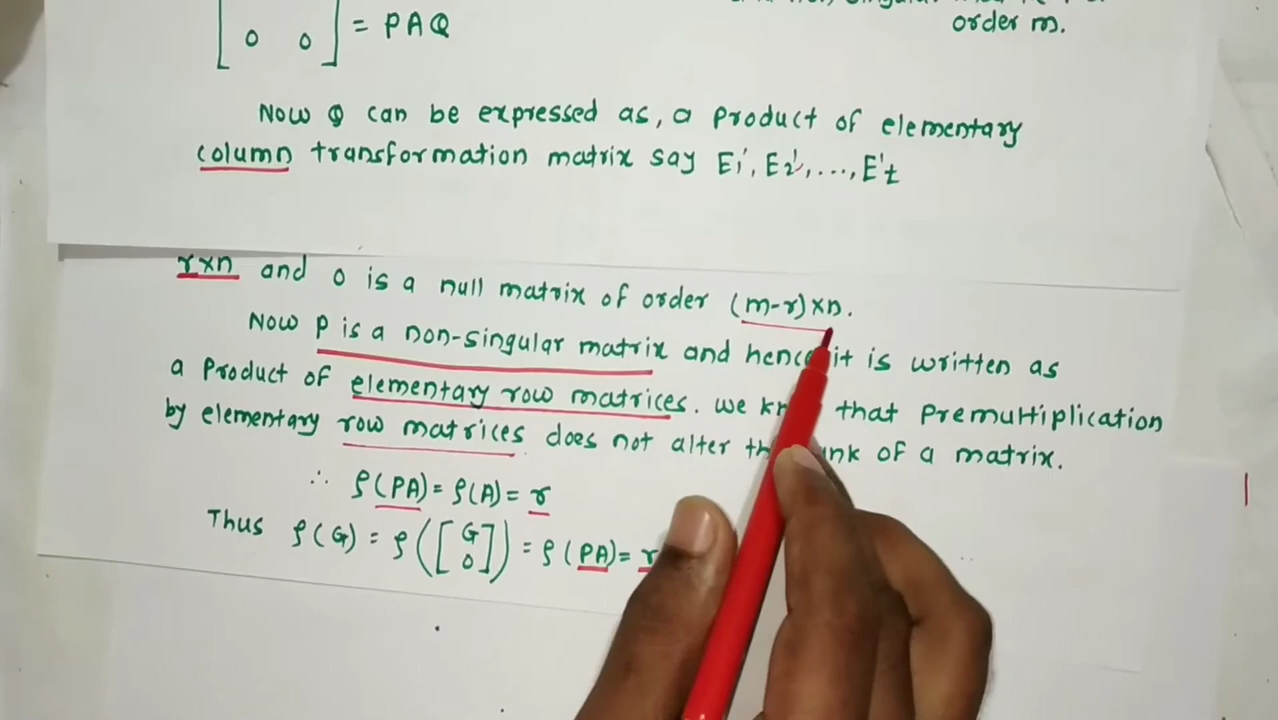 order m.
[ 0 0 ] = PAQ
Now Q can be expressed as, a product of elementary
column transformation matrix say E1', E2', ..., E't
r×n and 0 is a null matrix of order (m-r)×n.
Now P is a non-singular matrix and hence it is written as
a product of elementary row matrices. we that premultiplication
by elementary row matrices does not alter of a matrix.
∴ ρ(PA) = ρ(A) = r
Thus ρ(G) = ρ([G 0]) = ρ(PA) = r